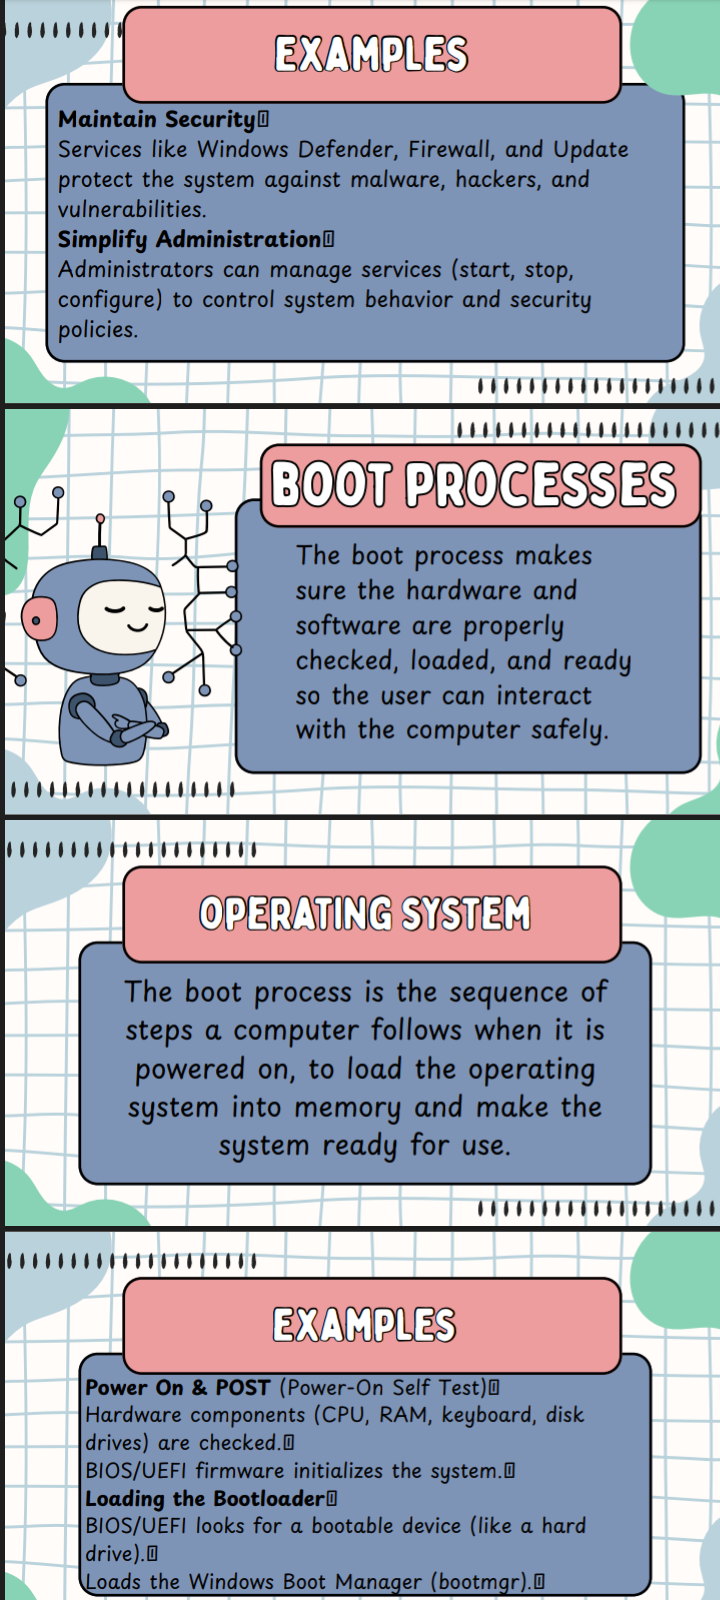 EXAMPLES
Maintain Security
Services like Windows Defender, Firewall, and Update
protect the system against malware, hackers, and
vulnerabilities.
Simplify Administration
Administrators can manage services (start, stop,
configure) to control system behavior and security
policies.
BOOT PROCESSES
The boot process makes
sure the hardware and
software are properly
checked, loaded, and ready
so the user can interact
with the computer safely.
OPERATING SYSTEM
The boot process is the sequence of
steps a computer follows when it is
powered on, to load the operating
system into memory and make the
system ready for use.
EXAMPLES
Power On & POST (Power-On Self Test)
Hardware components (CPU, RAM, keyboard, disk
drives) are checked.
BIOS/UEFI firmware initializes the system.
Loading the Bootloader
BIOS/UEFI looks for a bootable device (like a hard
drive).
Loads the Windows Boot Manager (bootmgr).